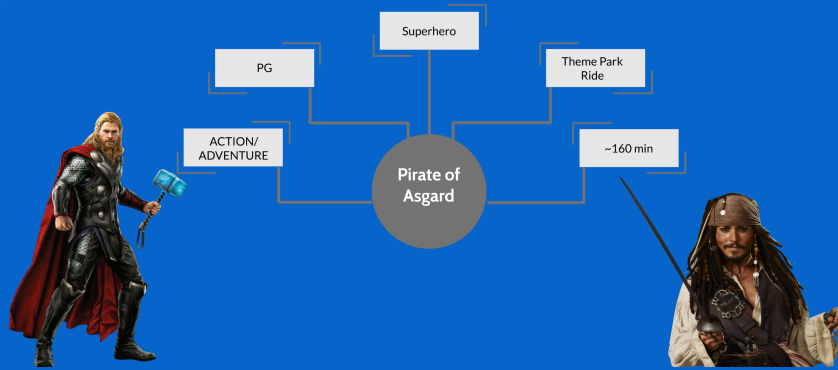 Superhero
PG
Theme Park
Ride
ACTION/
ADVENTURE
~160 min
Pirate of
Asgard